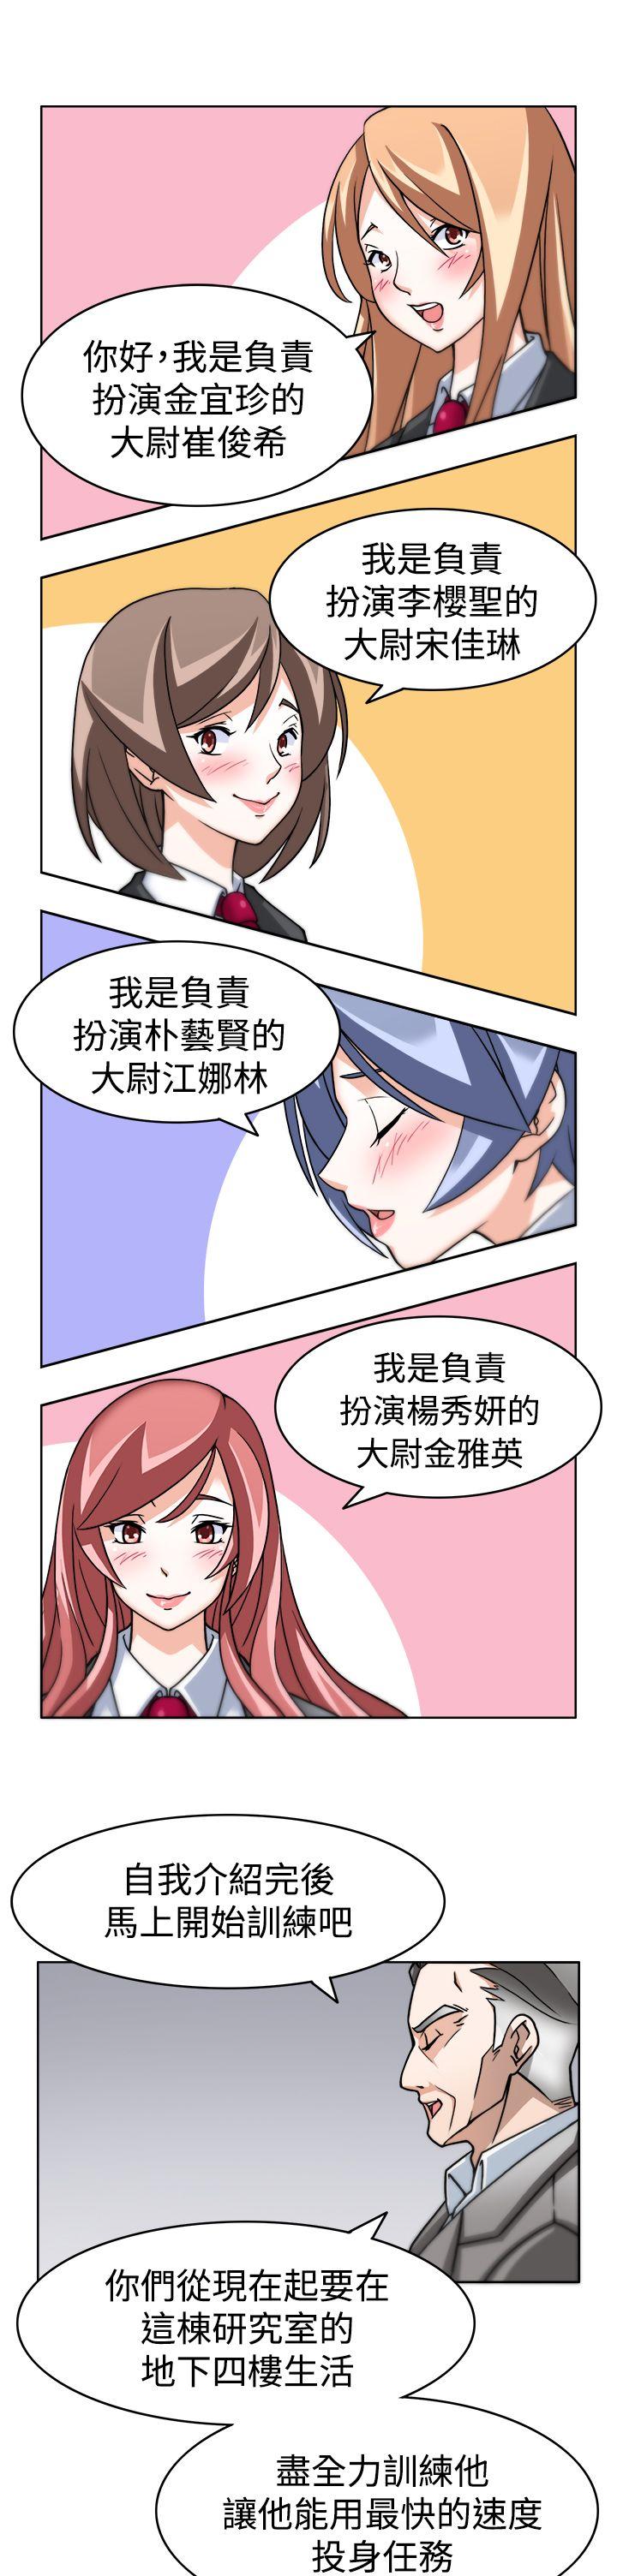 你好，我是負責
扮演金宜珍的
大尉崔俊希
我是負責
扮演李櫻聖的
大尉宋佳琳
我是負責
扮演朴藝賢的
大尉江娜林
我是負責
扮演楊秀妍的
大尉金雅英
自我介紹完後
馬上開始訓練吧
你們從現在起要在
這棟研究室的
地下四樓生活
盡全力訓練他
讓他能用最快的速度
投身任務